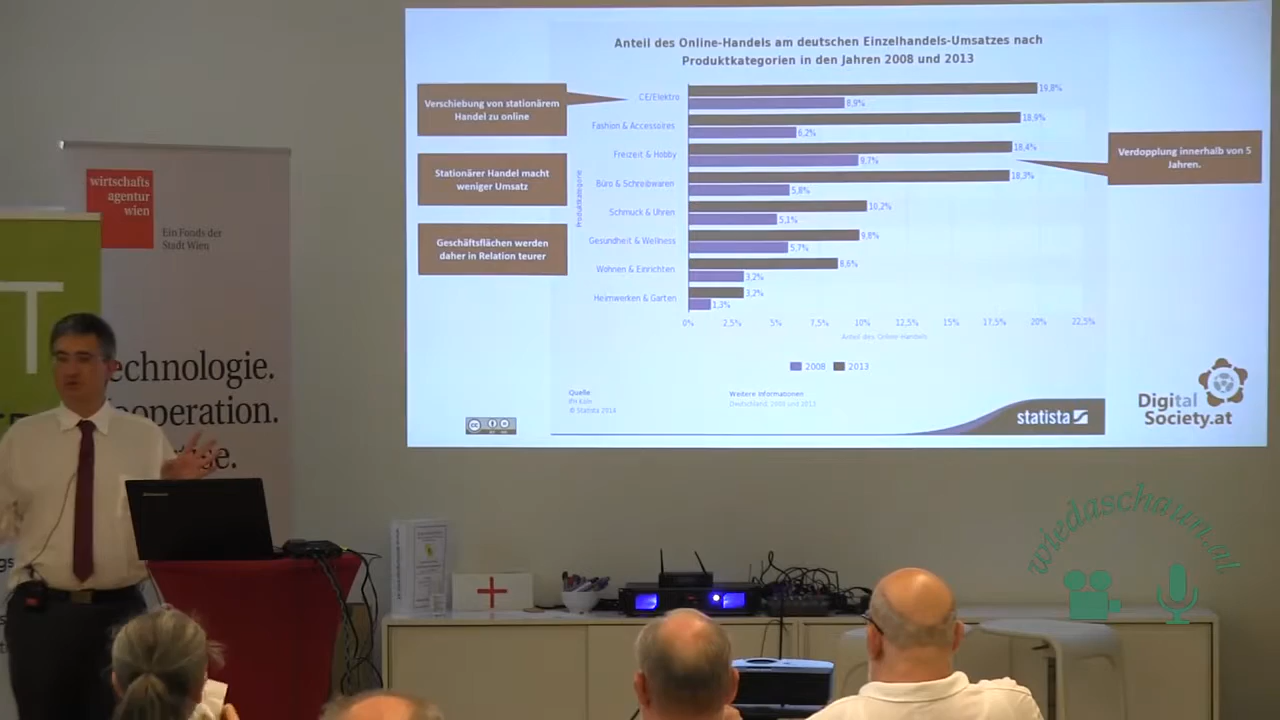 Anteil des Online-Handels am deutschen Einzelhandels-Umsatzes nach
Produktkategorien in den Jahren 2008 und 2013
Verschiebung von stationärem
Handel zu online
Stationärer Handel macht
weniger Umsatz
Geschäftsflächen werden
daher in Relation teurer
Verdopplung innerhalb von 5
Jahren.
Produktkategorie
CE/Elektro
19,8%
8,9%
Fashion & Accessoires
18,9%
6,2%
Freizeit & Hobby
18,4%
9,7%
Büro & Schreibwaren
18,3%
5,8%
Schmuck & Uhren
10,2%
5,1%
Gesundheit & Wellness
9,8%
5,7%
Wohnen & Einrichten
8,6%
3,2%
Heimwerken & Garten
3,2%
1,3%
0% 2,5% 5% 7,5% 10% 12,5% 15% 17,5% 20% 22,5%
Anteil des Online-Handels
2008 2013
Quelle:
IFH Köln
© Statista 2014
Weitere Informationen
Deutschland, 2008 und 2013
statista
Digital
Society.at
cc
wirtschafts
agentur
wien
Ein Fonds der
Stadt Wien
T
echnologie.
operation.
se.
wiedaschaun.at